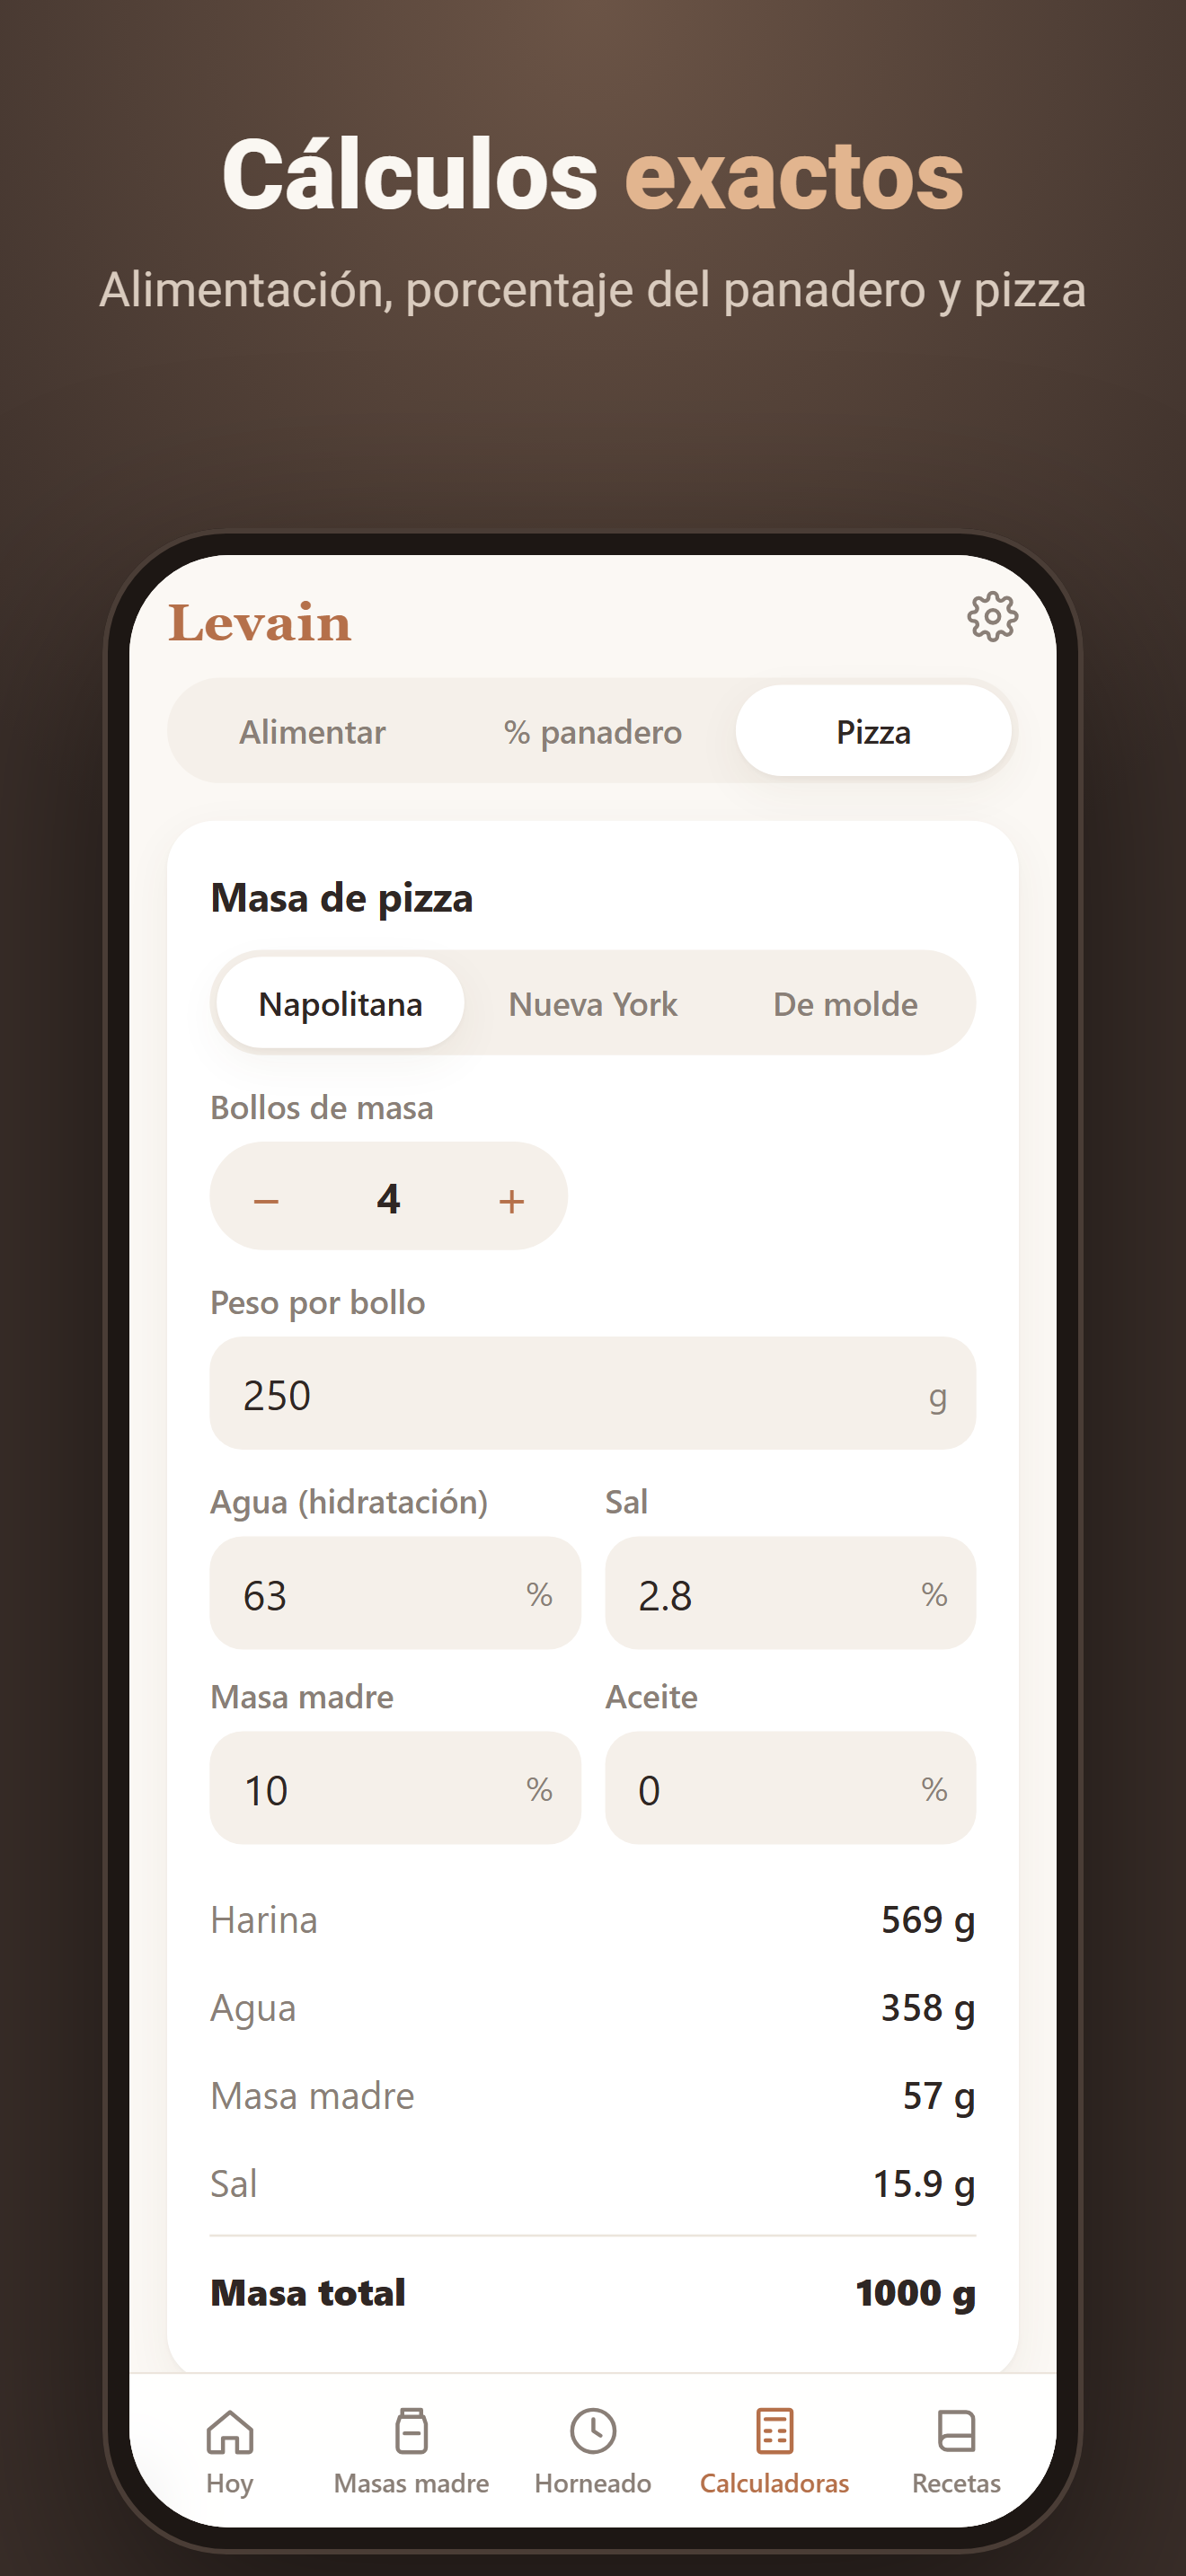 Cálculos exactos
Alimentación, porcentaje del panadero y pizza
Levain
Alimentar % panadero Pizza
Masa de pizza
Napolitana Nueva York De molde
Bollos de masa
− 4 +
Peso por bollo
250 g
Agua (hidratación) Sal
63 % 2.8 %
Masa madre Aceite
10 % 0 %
Harina 569 g
Agua 358 g
Masa madre 57 g
Sal 15.9 g
Masa total 1000 g
Hoy Masas madre Horneado Calculadoras Recetas